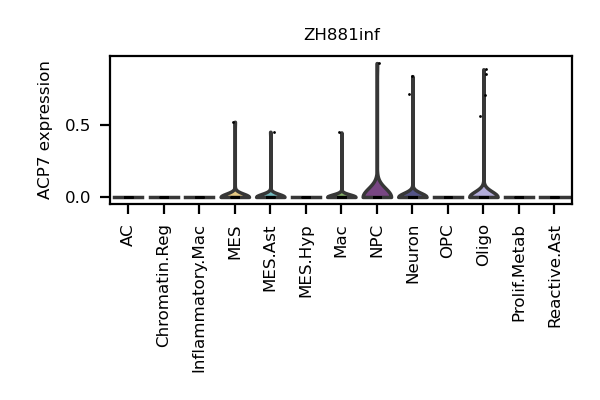 ZH881inf
ACP7 expression
0.5
0.0
AC
Chromatin.Reg
Inflammatory.Mac
MES
MES.Ast
MES.Hyp
Mac
NPC
Neuron
OPC
Oligo
Prolif.Metab
Reactive.Ast